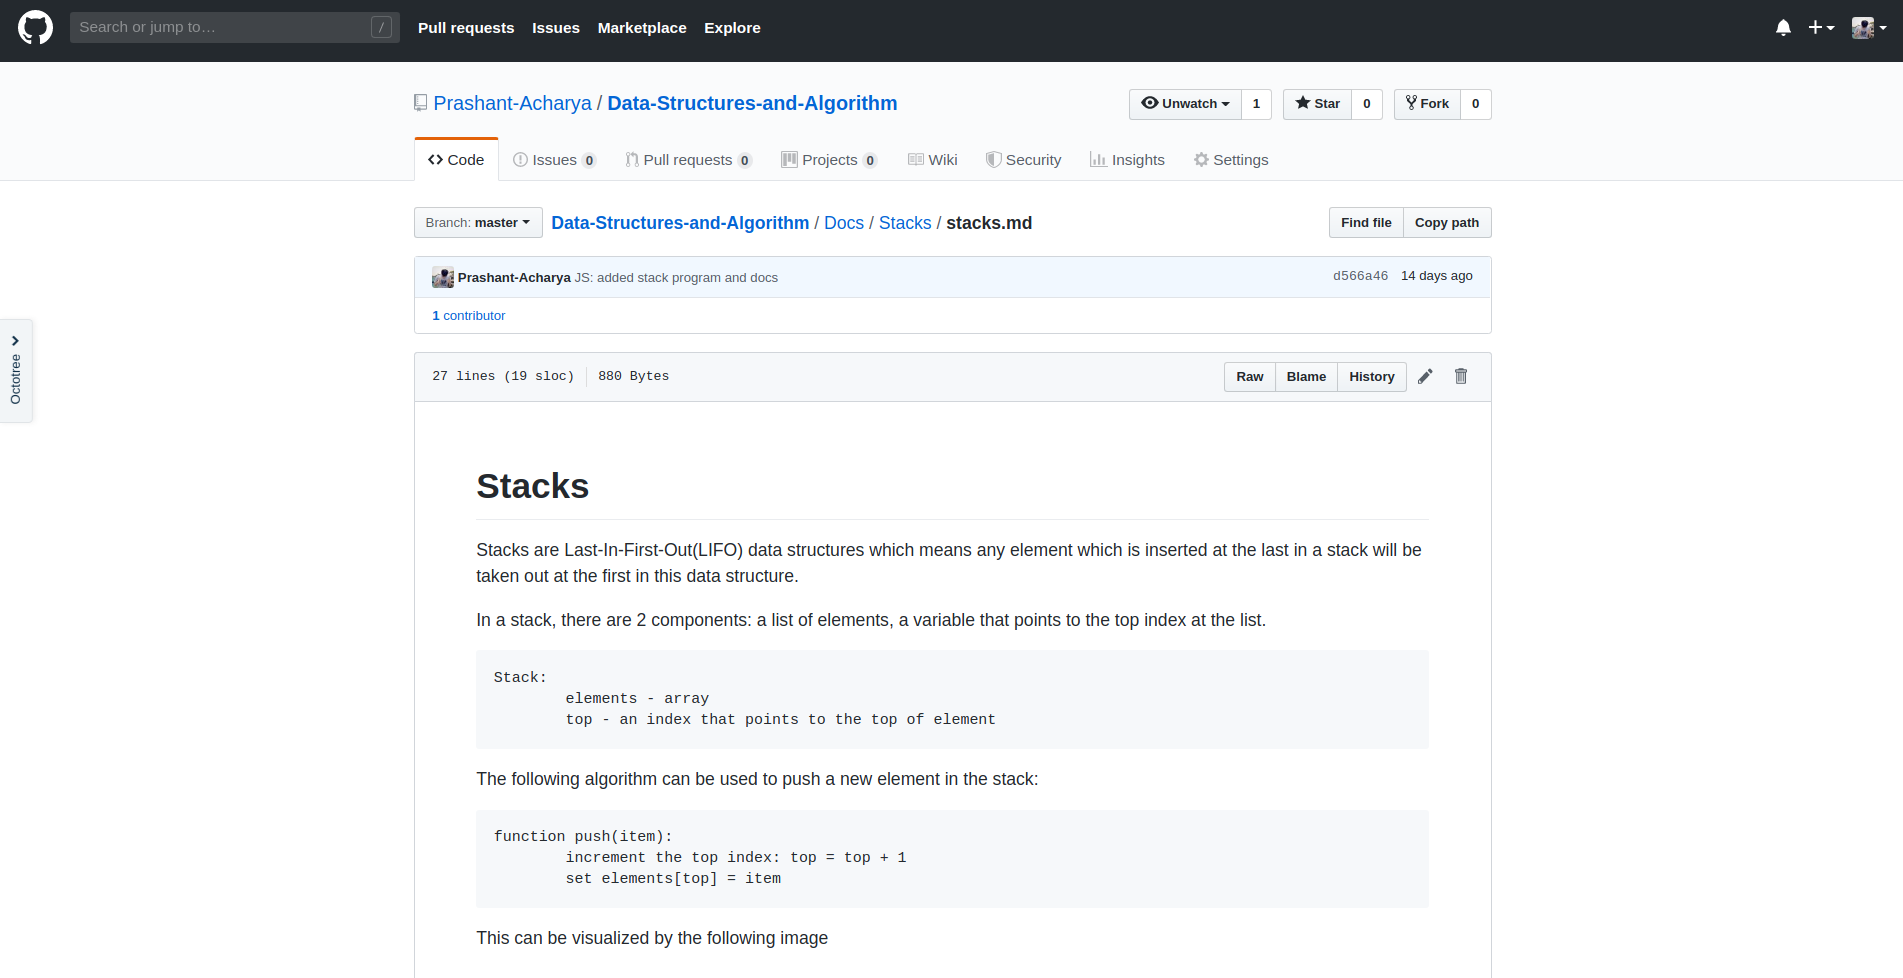 Search or jump to… /
Pull requests Issues Marketplace Explore
Prashant-Acharya / Data-Structures-and-Algorithm
Unwatch 1 Star 0 Fork 0
Code Issues 0 Pull requests 0 Projects 0 Wiki Security Insights Settings
Branch: master Data-Structures-and-Algorithm / Docs / Stacks / stacks.md Find file Copy path
Prashant-Acharya JS: added stack program and docs d566a46 14 days ago
1 contributor
Octotree
27 lines (19 sloc) 880 Bytes Raw Blame History
Stacks
Stacks are Last-In-First-Out(LIFO) data structures which means any element which is inserted at the last in a stack will be
taken out at the first in this data structure.
In a stack, there are 2 components: a list of elements, a variable that points to the top index at the list.
Stack:
elements - array
top - an index that points to the top of element
The following algorithm can be used to push a new element in the stack:
function push(item):
increment the top index: top = top + 1
set elements[top] = item
This can be visualized by the following image